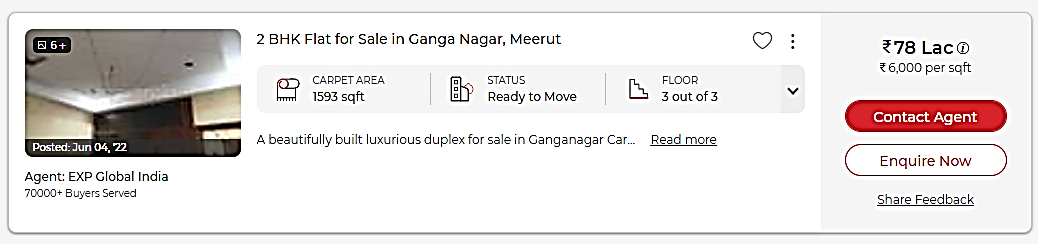 6+
Posted: Jun 04, '22
Agent: EXP Global India
70000+ Buyers Served
2 BHK Flat for Sale in Ganga Nagar, Meerut
CARPET AREA
1593 sqft
STATUS
Ready to Move
FLOOR
3 out of 3
A beautifully built luxurious duplex for sale in Ganganagar Car... Read more
₹78 Lac
₹6,000 per sqft
Contact Agent
Enquire Now
Share Feedback